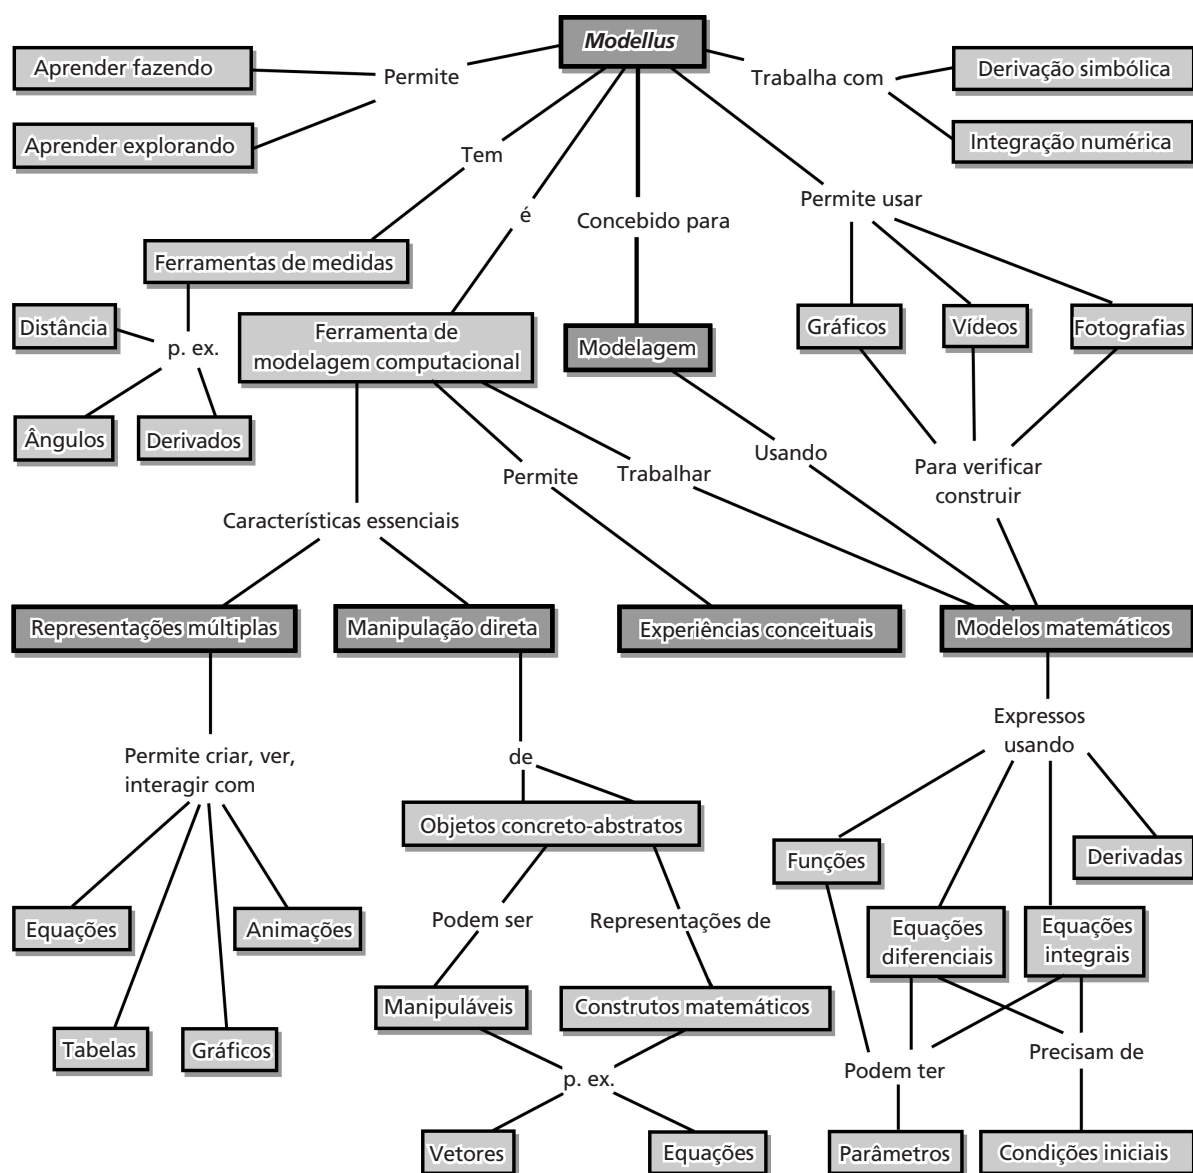 Modellus
Aprender fazendo
Permite
Trabalha com
Derivação simbólica
Aprender explorando
Integração numérica
Tem
é
Concebido para
Permite usar
Ferramentas de medidas
Distância
p. ex.
Ângulos
Derivados
Ferramenta de
modelagem computacional
Modelagem
Gráficos
Vídeos
Fotografias
Permite
Trabalhar
Usando
Para verificar
construir
Características essenciais
Representações múltiplas
Manipulação direta
Experiências conceituais
Modelos matemáticos
Permite criar, ver,
interagir com
de
Expressos
usando
Objetos concreto-abstratos
Funções
Derivadas
Equações
Animações
Podem ser
Representações de
Equações
diferenciais
Equações
integrais
Tabelas
Gráficos
Manipuláveis
Construtos matemáticos
Podem ter
Precisam de
p. ex.
Vetores
Equações
Parâmetros
Condições iniciais